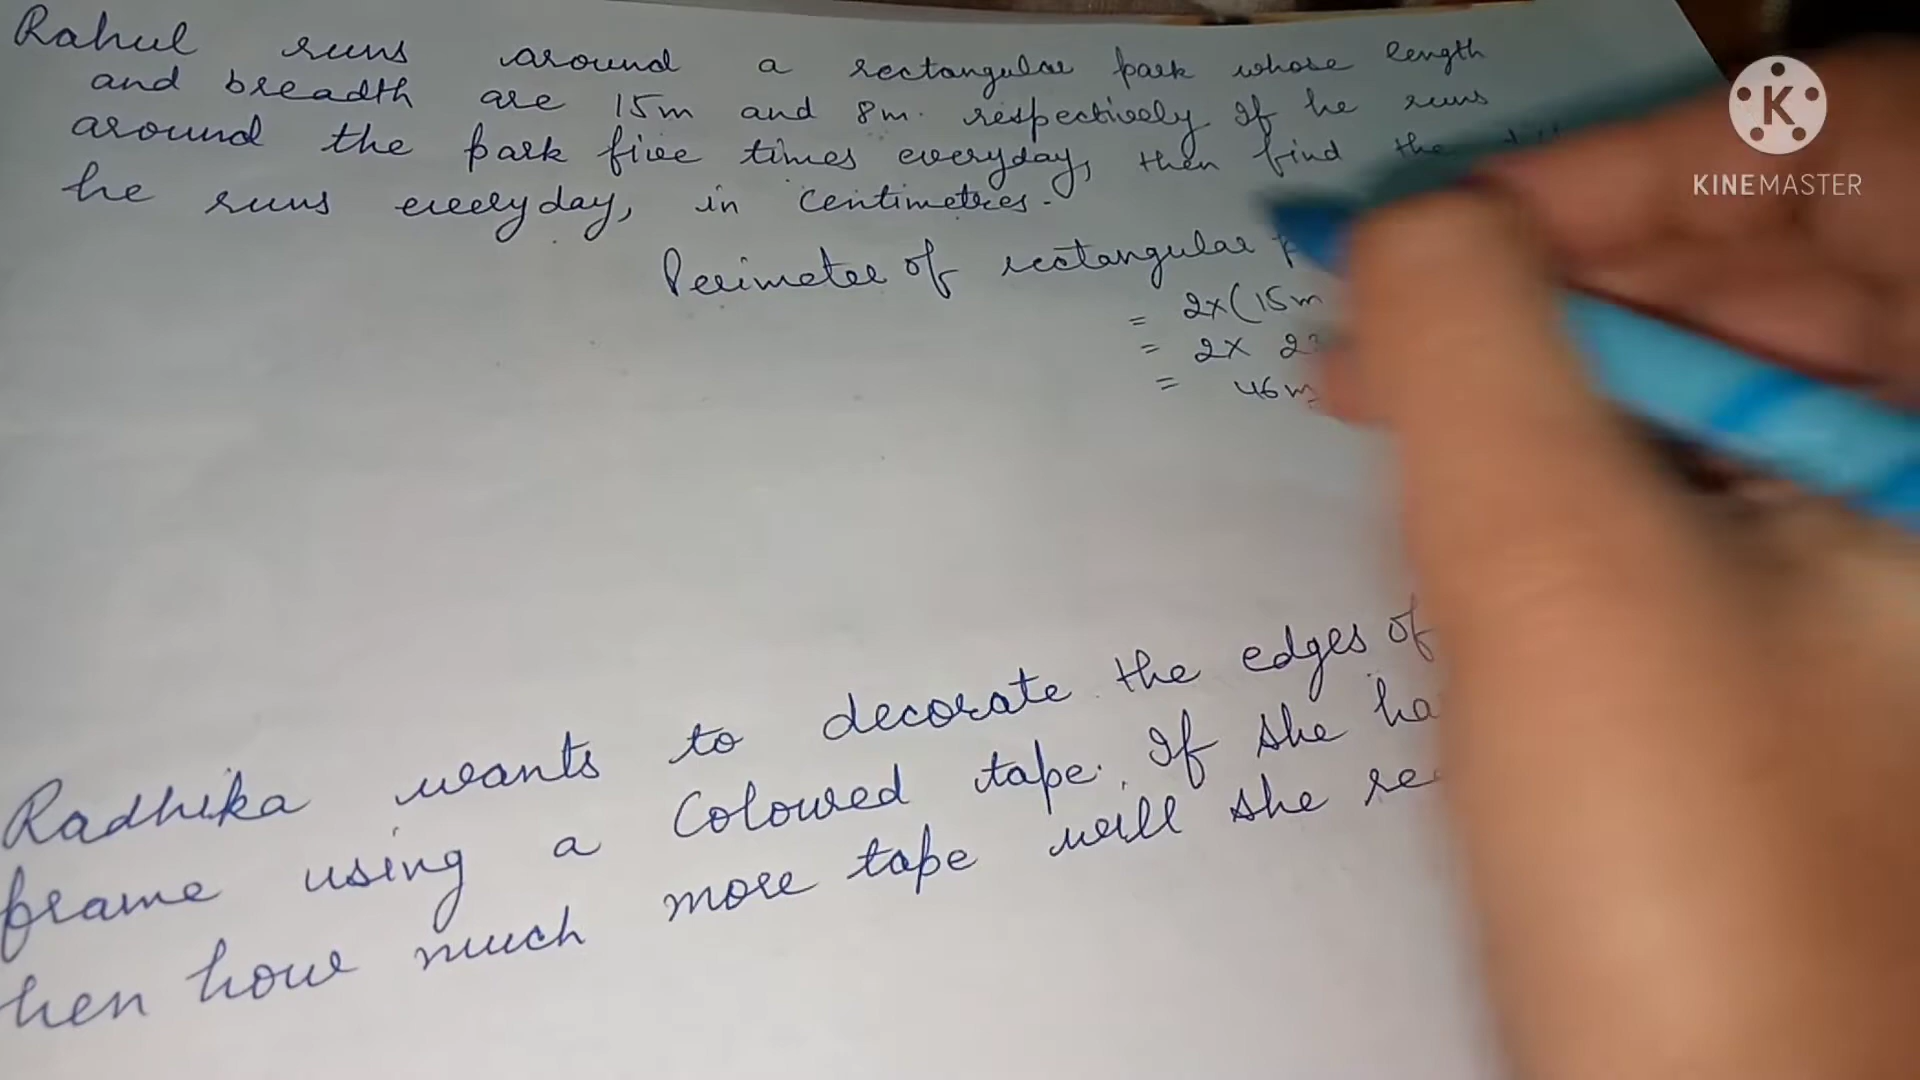 Rahul runs around a rectangular park whose length
and breadth are 15m and 8m. respectively If he runs
around the park five times everyday, then find the
he runs everyday, in centimetres.
Perimeter of rectangular
= 2x(15m
= 2x
= 46m
Radhika wants to decorate the edges of
frame using a Coloured tape. If she
how much more tape will she
KINEMASTER